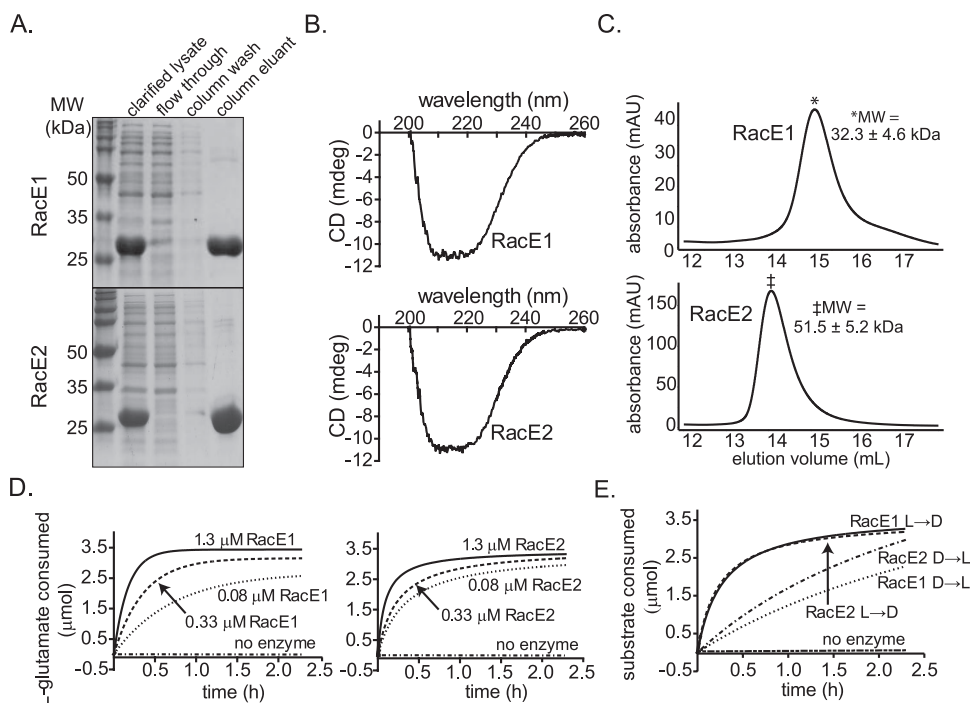 A.
clarified lysate
flow through
column wash
column eluant
MW
(kDa)
RacE1
50
35
25
RacE2
50
35
25
B.
wavelength (nm)
200 220 240 260
0
−2
−4
−6
−8
−10
−12
CD (mdeg)
RacE1
wavelength (nm)
200 220 240 260
0
−2
−4
−6
−8
−10
−12
CD (mdeg)
RacE2
C.
absorbance (mAU)
40
30
20
10
0
RacE1
*
*MW =
32.3 ± 4.6 kDa
12 13 14 15 16 17
absorbance (mAU)
150
100
50
0
RacE2
‡
‡MW =
51.5 ± 5.2 kDa
12 13 14 15 16 17
elution volume (mL)
D.
L-glutamate consumed
(μmol)
3.5
2.5
1.5
0.5
−0.5
1.3 μM RacE1
0.08 μM RacE1
0.33 μM RacE1
no enzyme
0.5 1.0 1.5 2.0 2.5
time (h)
3.5
2.5
1.5
0.5
−0.5
1.3 μM RacE2
0.08 μM RacE2
0.33 μM RacE2
no enzyme
0.5 1.0 1.5 2.0 2.5
time (h)
E.
substrate consumed
(μmol)
3.5
2.5
1.5
0.5
−0.5
RacE1 L→D
RacE2 D→L
RacE1 D→L
RacE2 L→D
no enzyme
0.5 1.0 1.5 2.0 2.5
time (h)